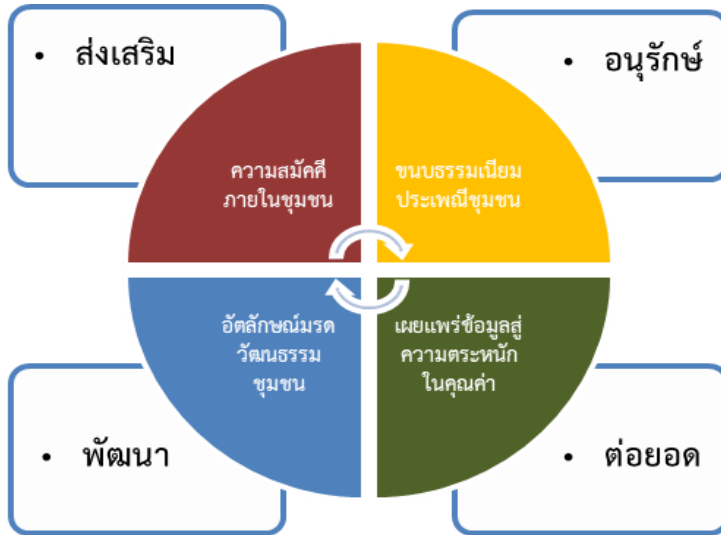 • ส่งเสริม
• อนุรักษ์
ความสมัคคี
ภายในชุมชน
ขนบธรรมเนียม
ประเพณีชุมชน
อัตลักษณ์มรด
วัฒนธรรม
ชุมชน
เผยแพร่ข้อมูลสู่
ความตระหนัก
ในคุณค่า
• พัฒนา
• ต่อยอด